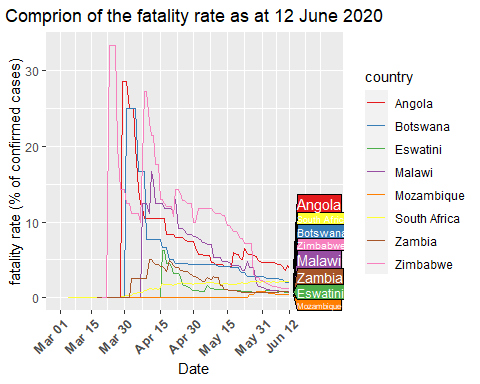 Comprion of the fatality rate as at 12 June 2020
fatality rate (% of confirmed cases)
30
20
10
0
Mar 01
Mar 15
Mar 30
Apr 15
Apr 30
May 15
May 31
Jun 12
Date
Angola
South Africa
Botswana
Zimbabwe
Malawi
Zambia
Eswatini
Mozambique
country
Angola
Botswana
Eswatini
Malawi
Mozambique
South Africa
Zambia
Zimbabwe